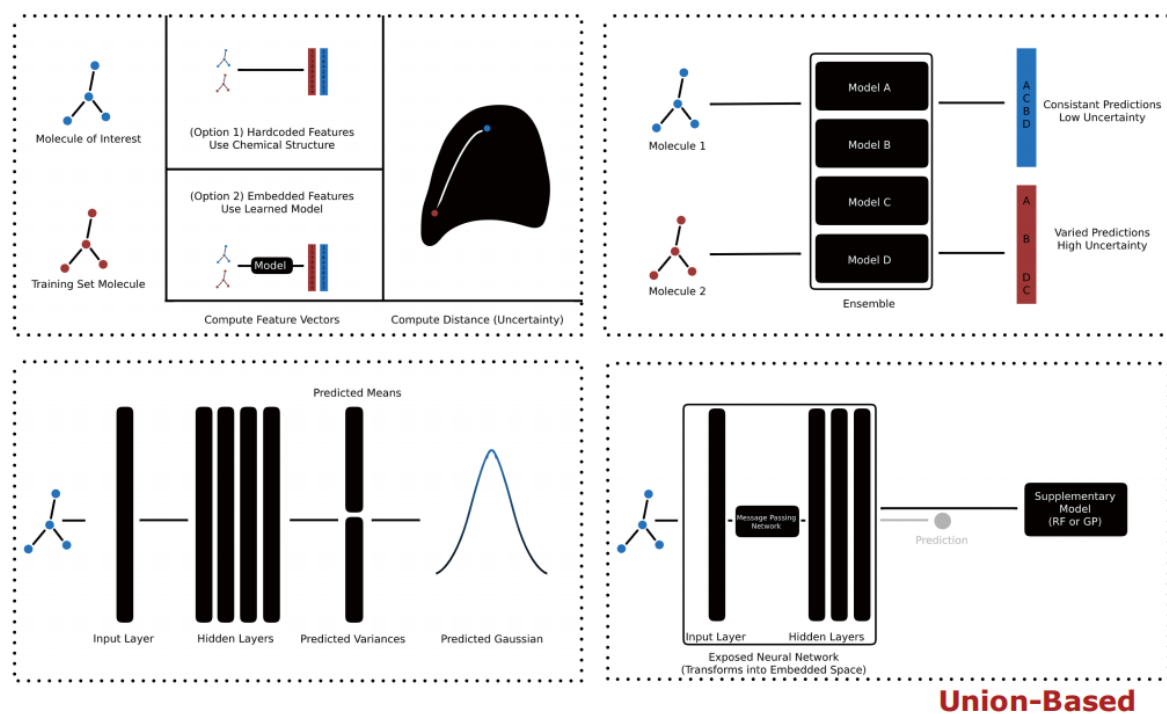 Molecule of Interest
Training Set Molecule
(Option 1) Hardcoded Features
Use Chemical Structure
(Option 2) Embedded Features
Use Learned Model
Model
Compute Feature Vectors
Compute Distance (Uncertainty)
Molecule 1
Molecule 2
Model A
Model B
Model C
Model D
Ensemble
A
C
B
D
Consistant Predictions
Low Uncertainty
A
B
D
C
Varied Predictions
High Uncertainty
Predicted Means
Input Layer
Hidden Layers
Predicted Variances
Predicted Gaussian
Message Passing
Network
Input Layer
Hidden Layers
Exposed Neural Network
(Transforms into Embedded Space)
Prediction
Supplementary
Model
(RF or GP)
Union-Based